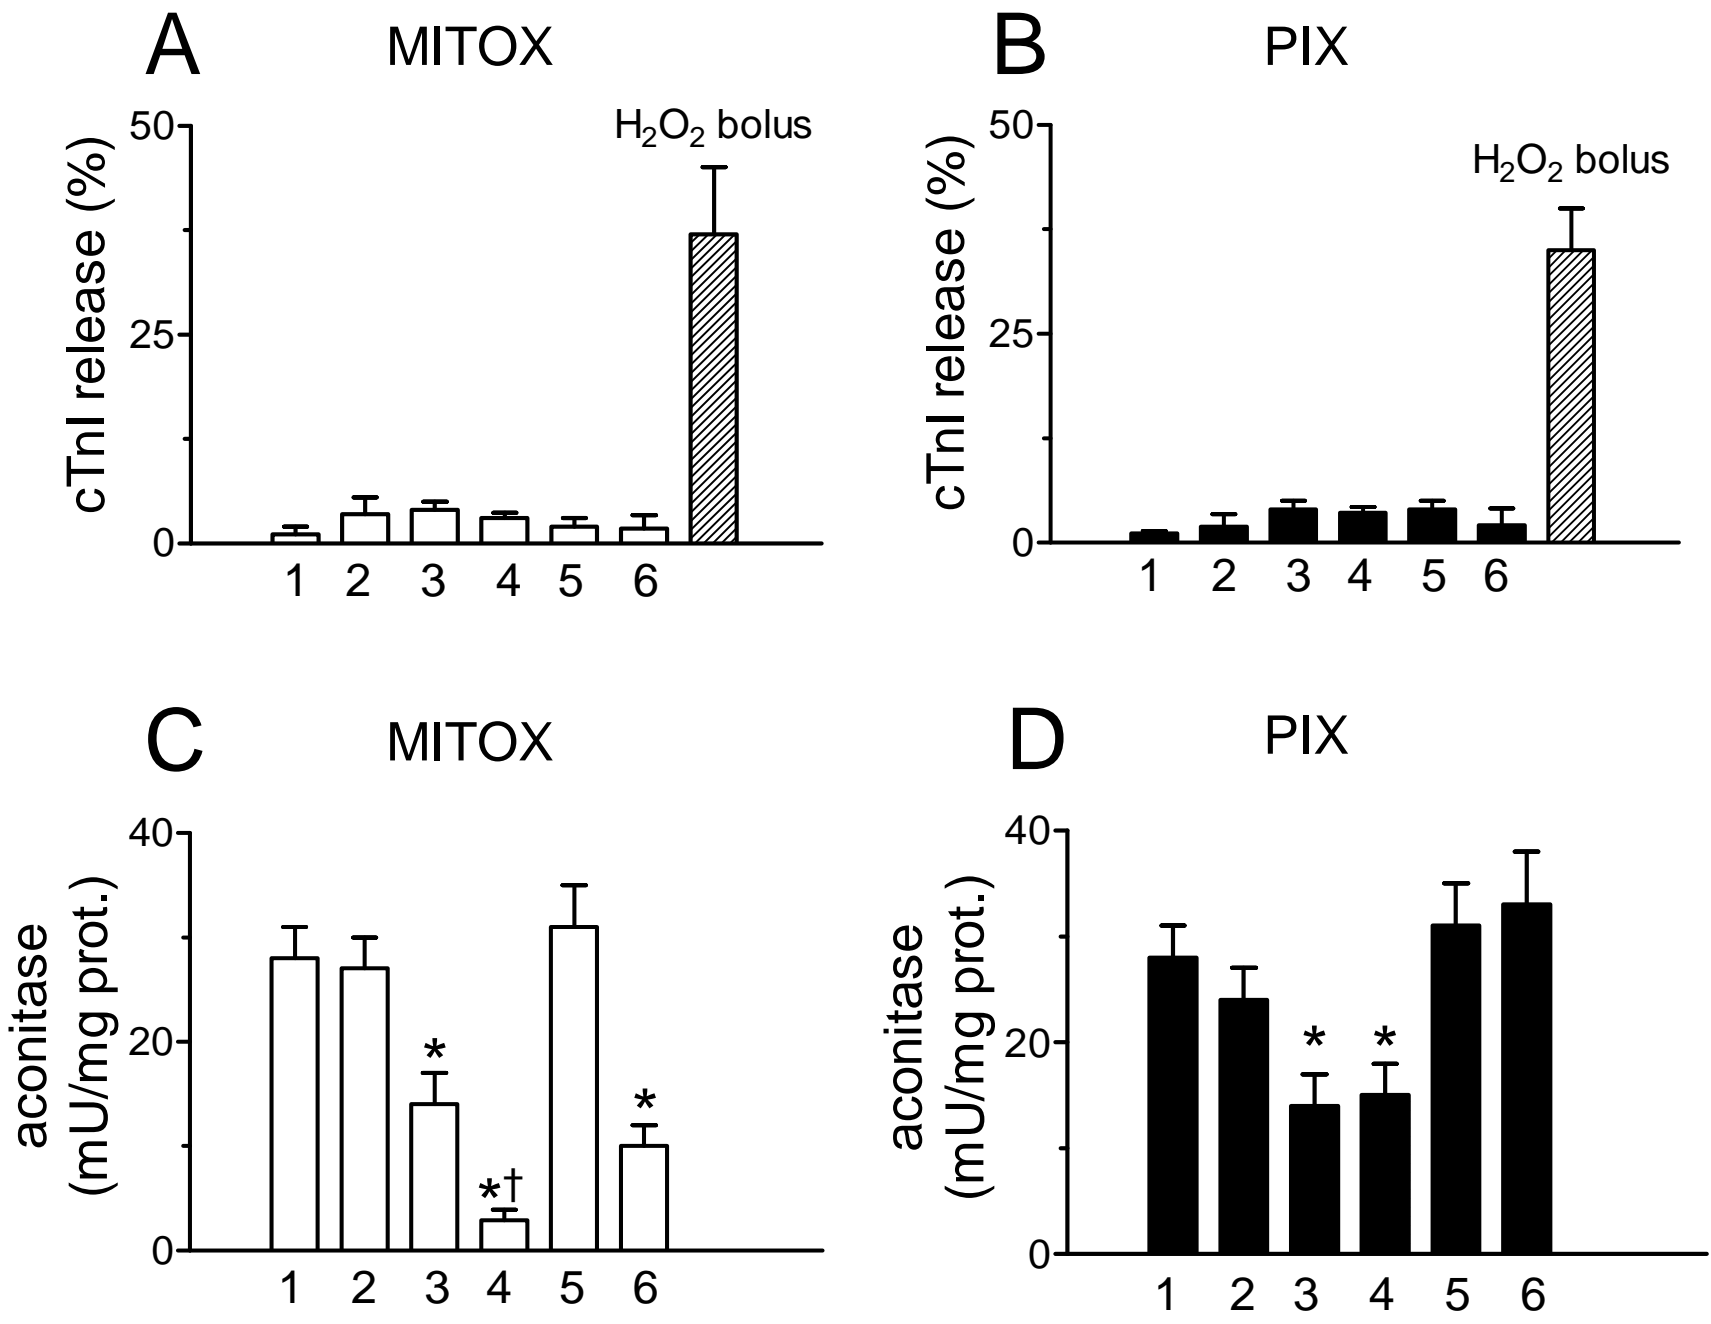 A
MITOX
H2O2 bolus
cTnI release (%)
50
25
0
1 2 3 4 5 6
B
PIX
H2O2 bolus
cTnI release (%)
50
25
0
1 2 3 4 5 6
C
MITOX
aconitase
(mU/mg prot.)
40
20
0
*
*†
*
1 2 3 4 5 6
D
PIX
aconitase
(mU/mg prot.)
40
20
0
* *
1 2 3 4 5 6